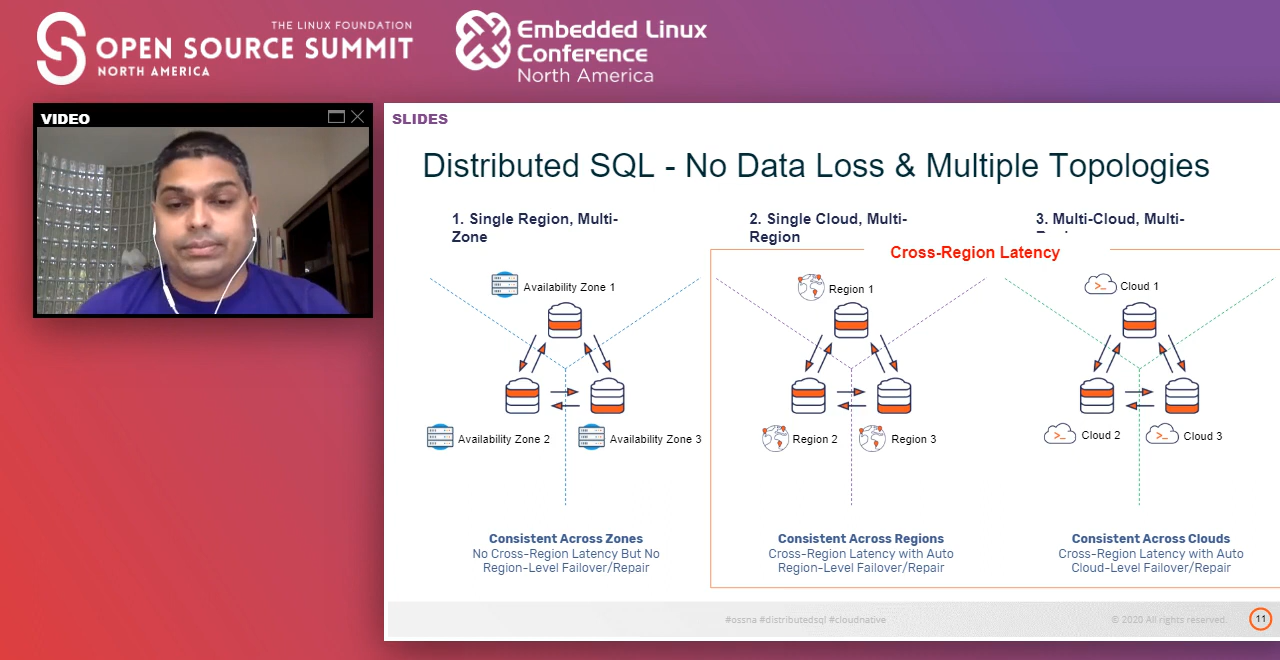 THE LINUX FOUNDATION
OPEN SOURCE SUMMIT
NORTH AMERICA
Embedded Linux
Conference
North America
VIDEO
SLIDES
Distributed SQL - No Data Loss & Multiple Topologies
1. Single Region, Multi-
Zone
2. Single Cloud, Multi-
Region
3. Multi-Cloud, Multi-
Cross-Region Latency
Availability Zone 1
Availability Zone 2
Availability Zone 3
Region 1
Region 2
Region 3
Cloud 1
Cloud 2
Cloud 3
Consistent Across Zones
No Cross-Region Latency But No
Region-Level Failover/Repair
Consistent Across Regions
Cross-Region Latency with Auto
Region-Level Failover/Repair
Consistent Across Clouds
Cross-Region Latency with Auto
Cloud-Level Failover/Repair
#ossna #distributedsql #cloudnative
© 2020 All rights reserved.
11